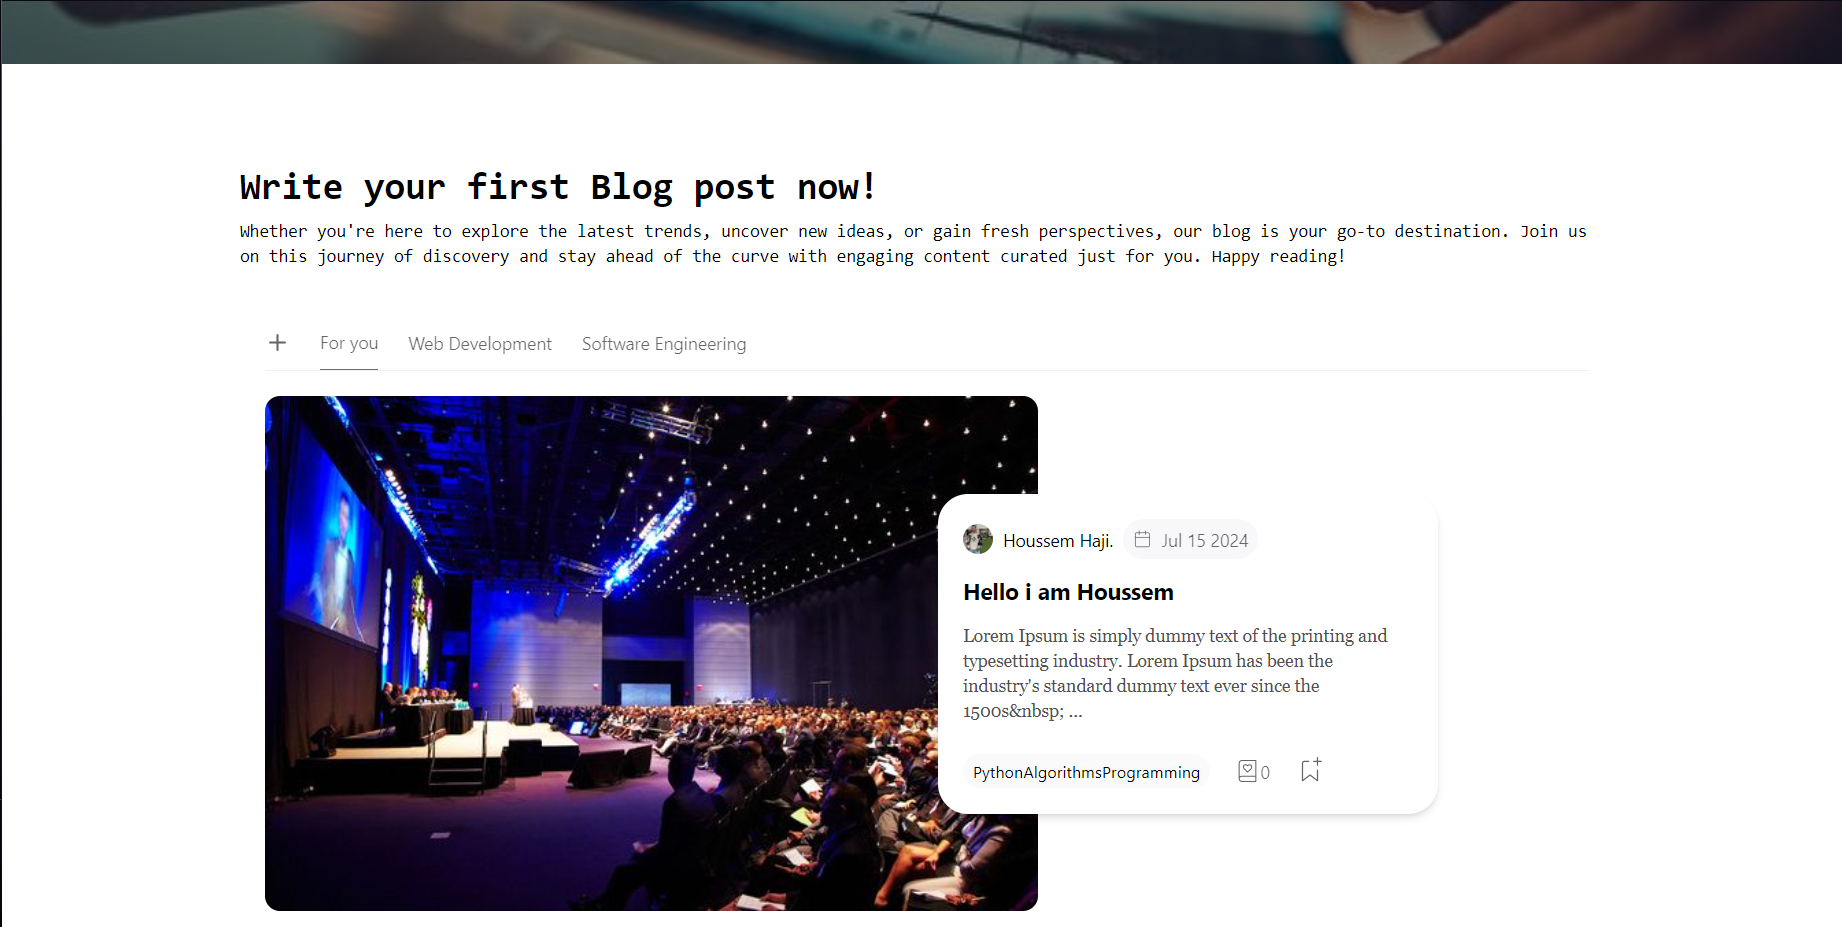 Write your first Blog post now!
Whether you're here to explore the latest trends, uncover new ideas, or gain fresh perspectives, our blog is your go-to destination. Join us
on this journey of discovery and stay ahead of the curve with engaging content curated just for you. Happy reading!
For you Web Development Software Engineering
Houssem Haji. Jul 15 2024
Hello i am Houssem
Lorem Ipsum is simply dummy text of the printing and
typesetting industry. Lorem Ipsum has been the
industry's standard dummy text ever since the
1500s&nbsp; ...
PythonAlgorithmsProgramming 0